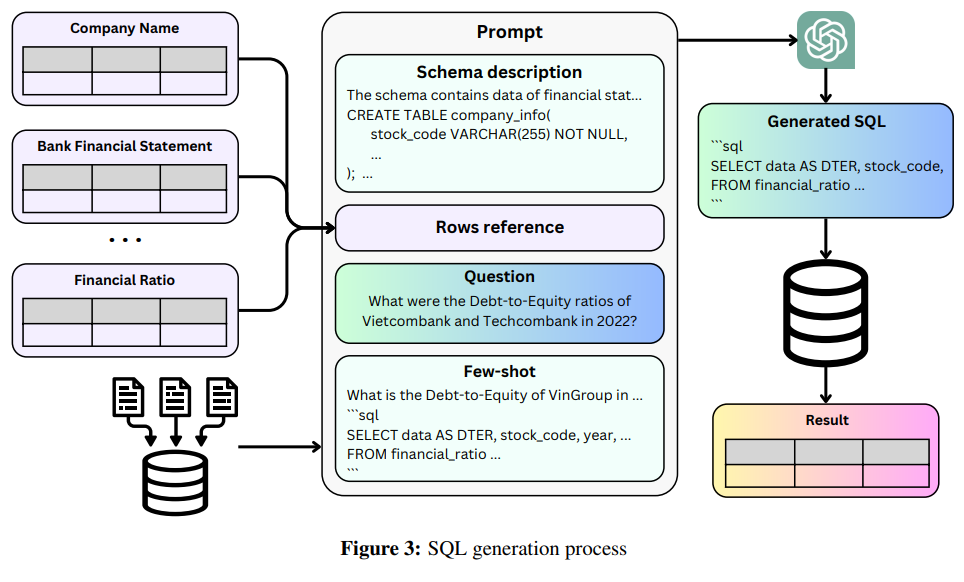 Company Name
Bank Financial Statement
. . .
Financial Ratio
Prompt
Schema description
The schema contains data of financial stat...
CREATE TABLE company_info(
stock_code VARCHAR(255) NOT NULL,
...
); ...
Rows reference
Question
What were the Debt-to-Equity ratios of
Vietcombank and Techcombank in 2022?
Few-shot
What is the Debt-to-Equity of VinGroup in ...
```sql
SELECT data AS DTER, stock_code, year, ...
FROM financial_ratio ...
```
Generated SQL
```sql
SELECT data AS DTER, stock_code,
FROM financial_ratio ...
```
Result
Figure 3: SQL generation process